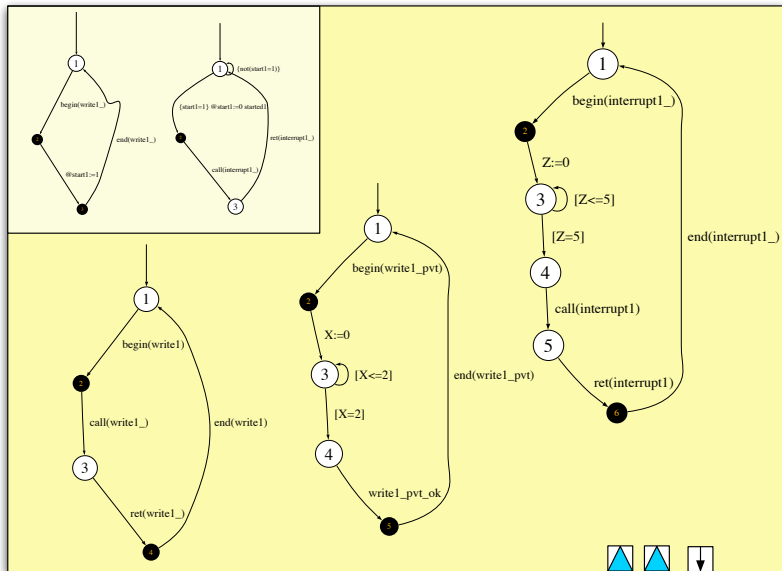 1
begin(write1_)
2
@start1:=1
3
end(write1_)
1
{not(start1=1)}
{start1=1} @start1:=0 started1
2
call(interrupt1_)
3
ret(interrupt1_)
1
begin(write1)
2
call(write1_)
3
ret(write1_)
4
end(write1)
1
begin(write1_pvt)
2
X:=0
3
[X<=2]
[X=2]
4
write1_pvt_ok
5
end(write1_pvt)
1
begin(interrupt1_)
2
Z:=0
3
[Z<=5]
[Z=5]
4
call(interrupt1)
5
ret(interrupt1)
6
end(interrupt1_)